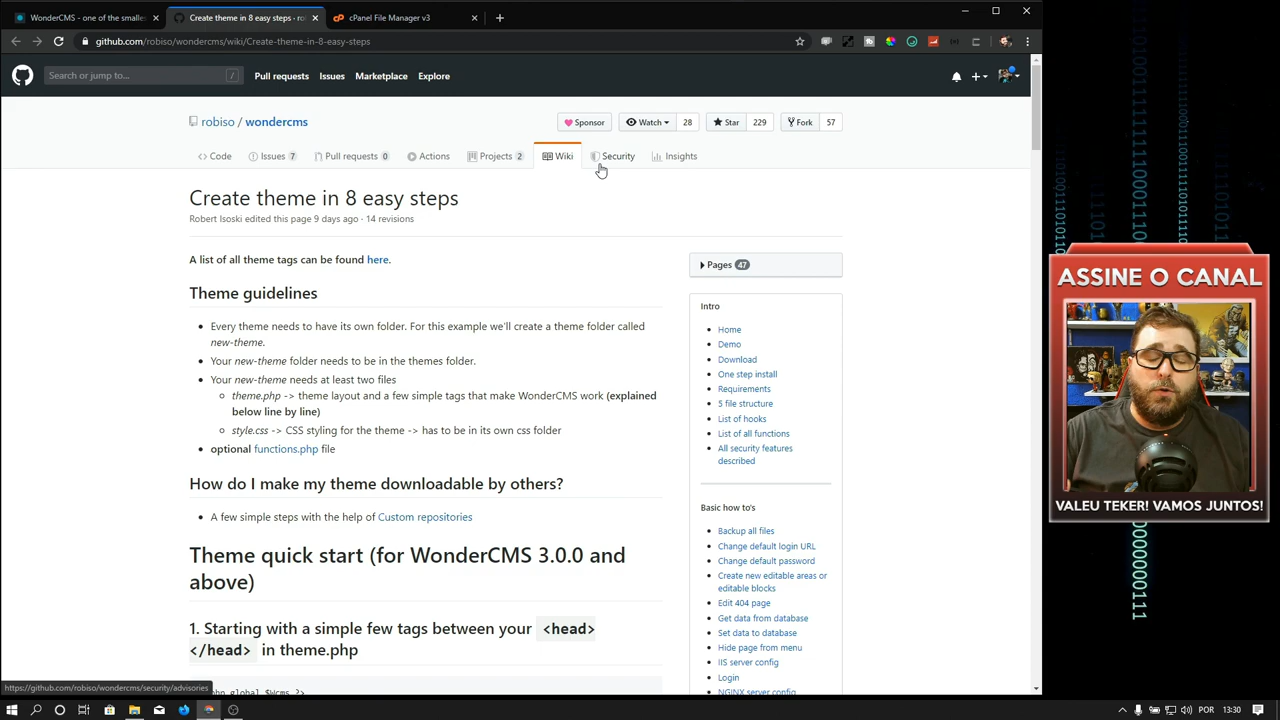 WonderCMS - one of the smalles
Create theme in 8 easy steps · ro
cPanel File Manager v3
github.com/robiso/wondercms/wiki/Create-theme-in-8-easy-steps
Search or jump to...
/
Pull requests
Issues
Marketplace
Explore
robiso / wondercms
Sponsor
Watch
28
Star
229
Fork
57
Code
Issues 7
Pull requests 0
Actions
Projects 2
Wiki
Security
Insights
Create theme in 8 easy steps
Robert Isoski edited this page 9 days ago · 14 revisions
A list of all theme tags can be found here.
Theme guidelines
Every theme needs to have its own folder. For this example we'll create a theme folder called
new-theme.
Your new-theme folder needs to be in the themes folder.
Your new-theme needs at least two files
theme.php -> theme layout and a few simple tags that make WonderCMS work (explained
below line by line)
style.css -> CSS styling for the theme -> has to be in its own css folder
optional functions.php file
How do I make my theme downloadable by others?
A few simple steps with the help of Custom repositories
Theme quick start (for WonderCMS 3.0.0 and
above)
1. Starting with a simple few tags between your <head>
</head> in theme.php
Pages 47
Intro
Home
Demo
Download
One step install
Requirements
5 file structure
List of hooks
List of all functions
All security features
described
Basic how to's
Backup all files
Change default login URL
Change default password
Create new editable areas or
editable blocks
Edit 404 page
Get data from database
Set data to database
Hide page from menu
IIS server config
Login
NGINX server config
https://github.com/robiso/wondercms/security/advisories
ASSINE O CANAL
VALEU TEKER! VAMOS JUNTOS!
POR
13:30